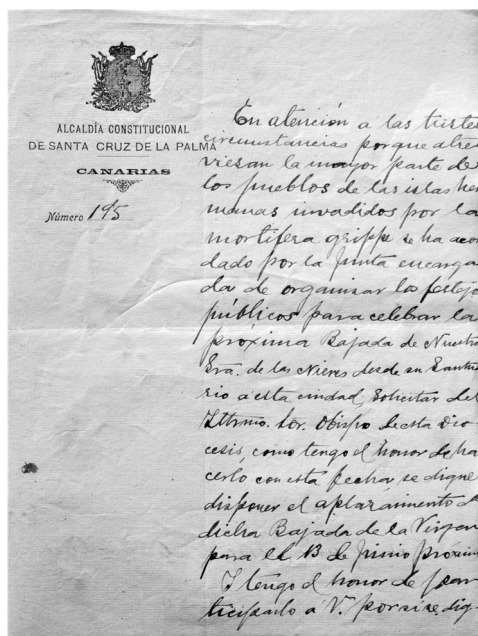 ALCALDÍA CONSTITUCIONAL
DE SANTA CRUZ DE LA PALMA
CANARIAS
Número 195
En atención a las tristes
circumstancias porque atre
viesan la mayor parte de
los pueblos de las islas her
manas invadidos por la
mortífera grippe se ha acor
dado por la Junta encarga
da de organizar los festejo
públicos para celebrar la
próxima Bajada de Nuestra
Sra. de las Nieves desde su Santua
rio a esta ciudad, solicitar del
Iltrmo. Sor. Obispo de esta Dio
cesis, como tengo el honor de ha
cerlo con esta fecha, se digne
disponer el aplazamiento d
dicha Bajada de la Virgen
para el 13 de Junio próximo
Y tengo el honor de par
ticiparlo a V. por si se dig-